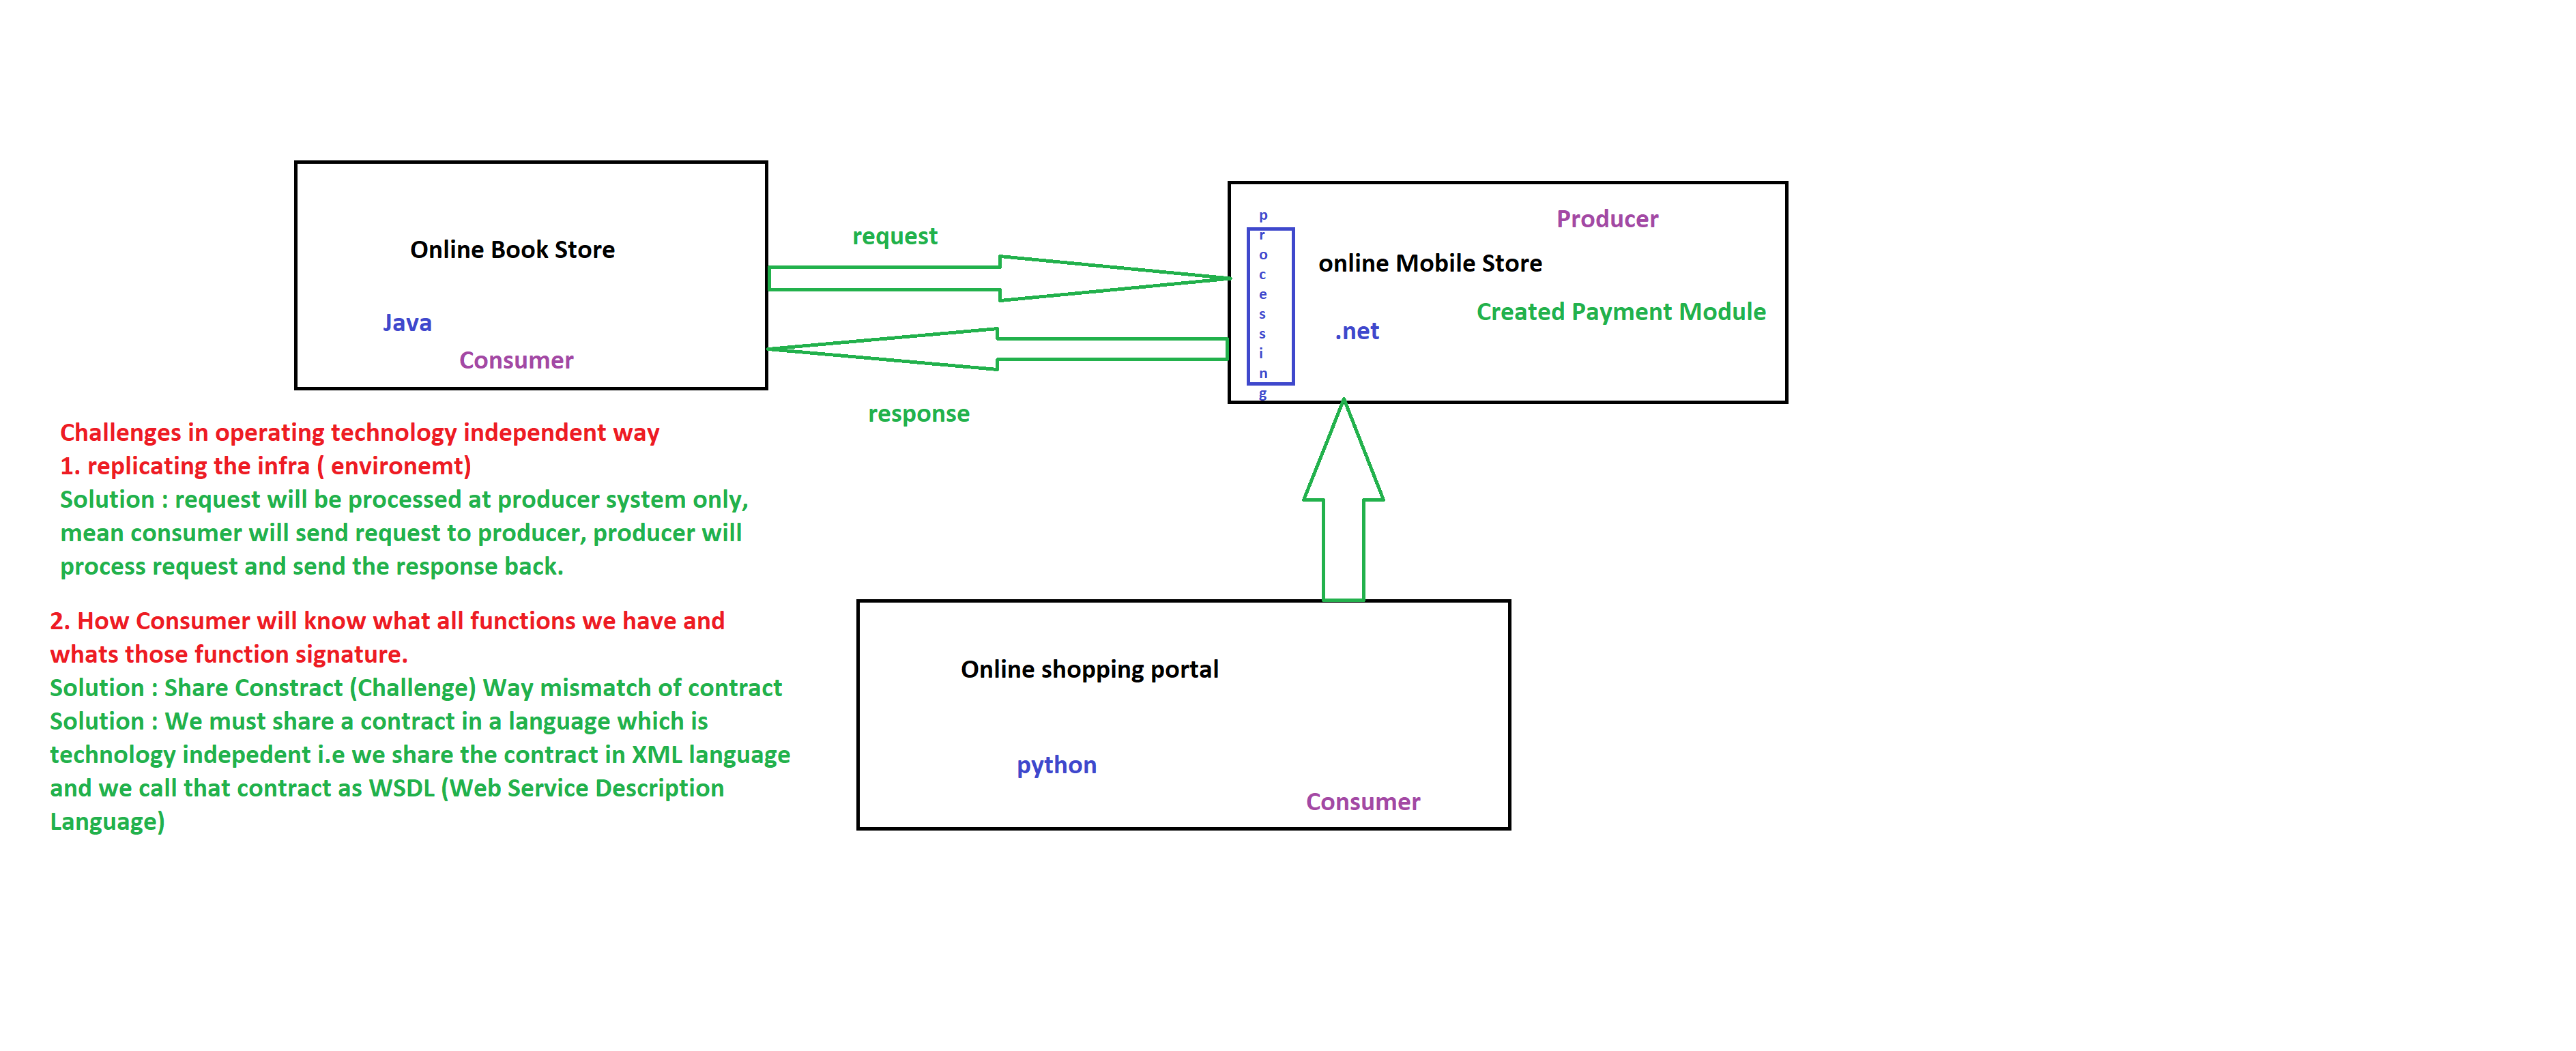 Online Book Store
Java
Consumer
request
response
processing
Producer
online Mobile Store
Created Payment Module
.net
Challenges in operating technology independent way
1. replicating the infra ( environemt)
Solution : request will be processed at producer system only,
mean consumer will send request to producer, producer will
process request and send the response back.
2. How Consumer will know what all functions we have and
whats those function signature.
Solution : Share Constract (Challenge) Way mismatch of contract
Solution : We must share a contract in a language which is
technology indepedent i.e we share the contract in XML language
and we call that contract as WSDL (Web Service Description
Language)
Online shopping portal
python
Consumer